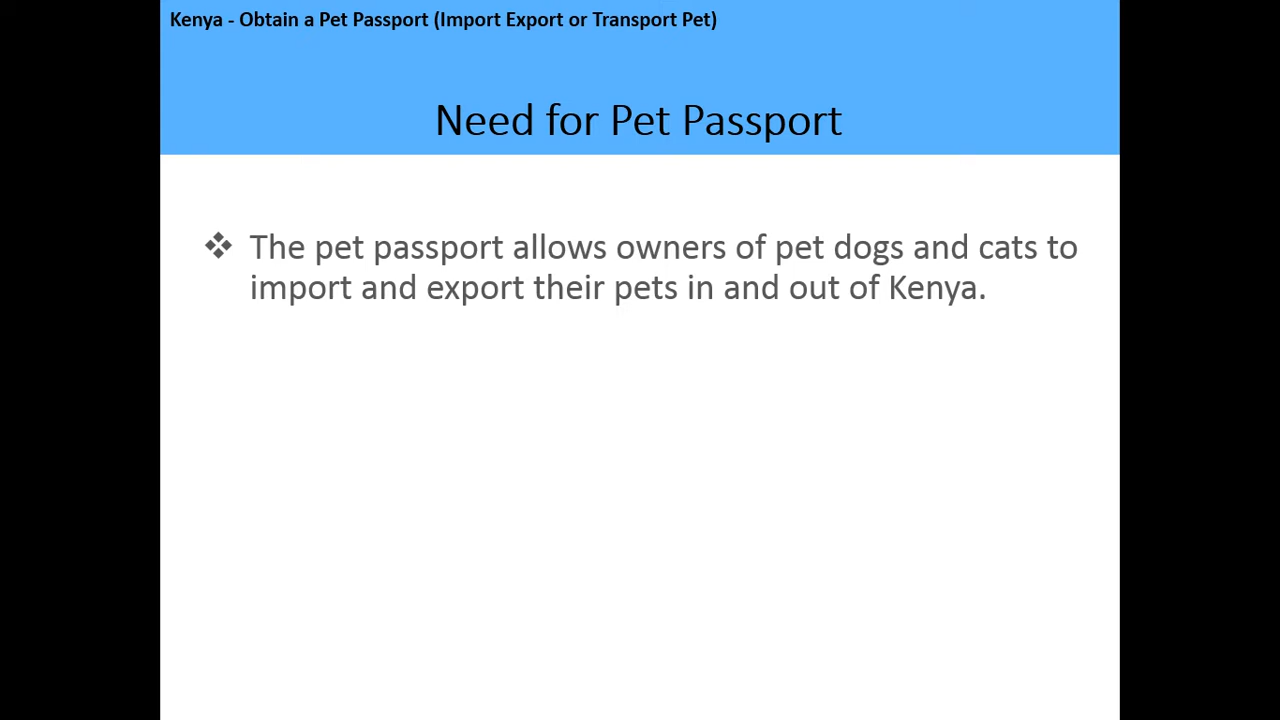 Kenya - Obtain a Pet Passport (Import Export or Transport Pet)
Need for Pet Passport
❖ The pet passport allows owners of pet dogs and cats to
import and export their pets in and out of Kenya.